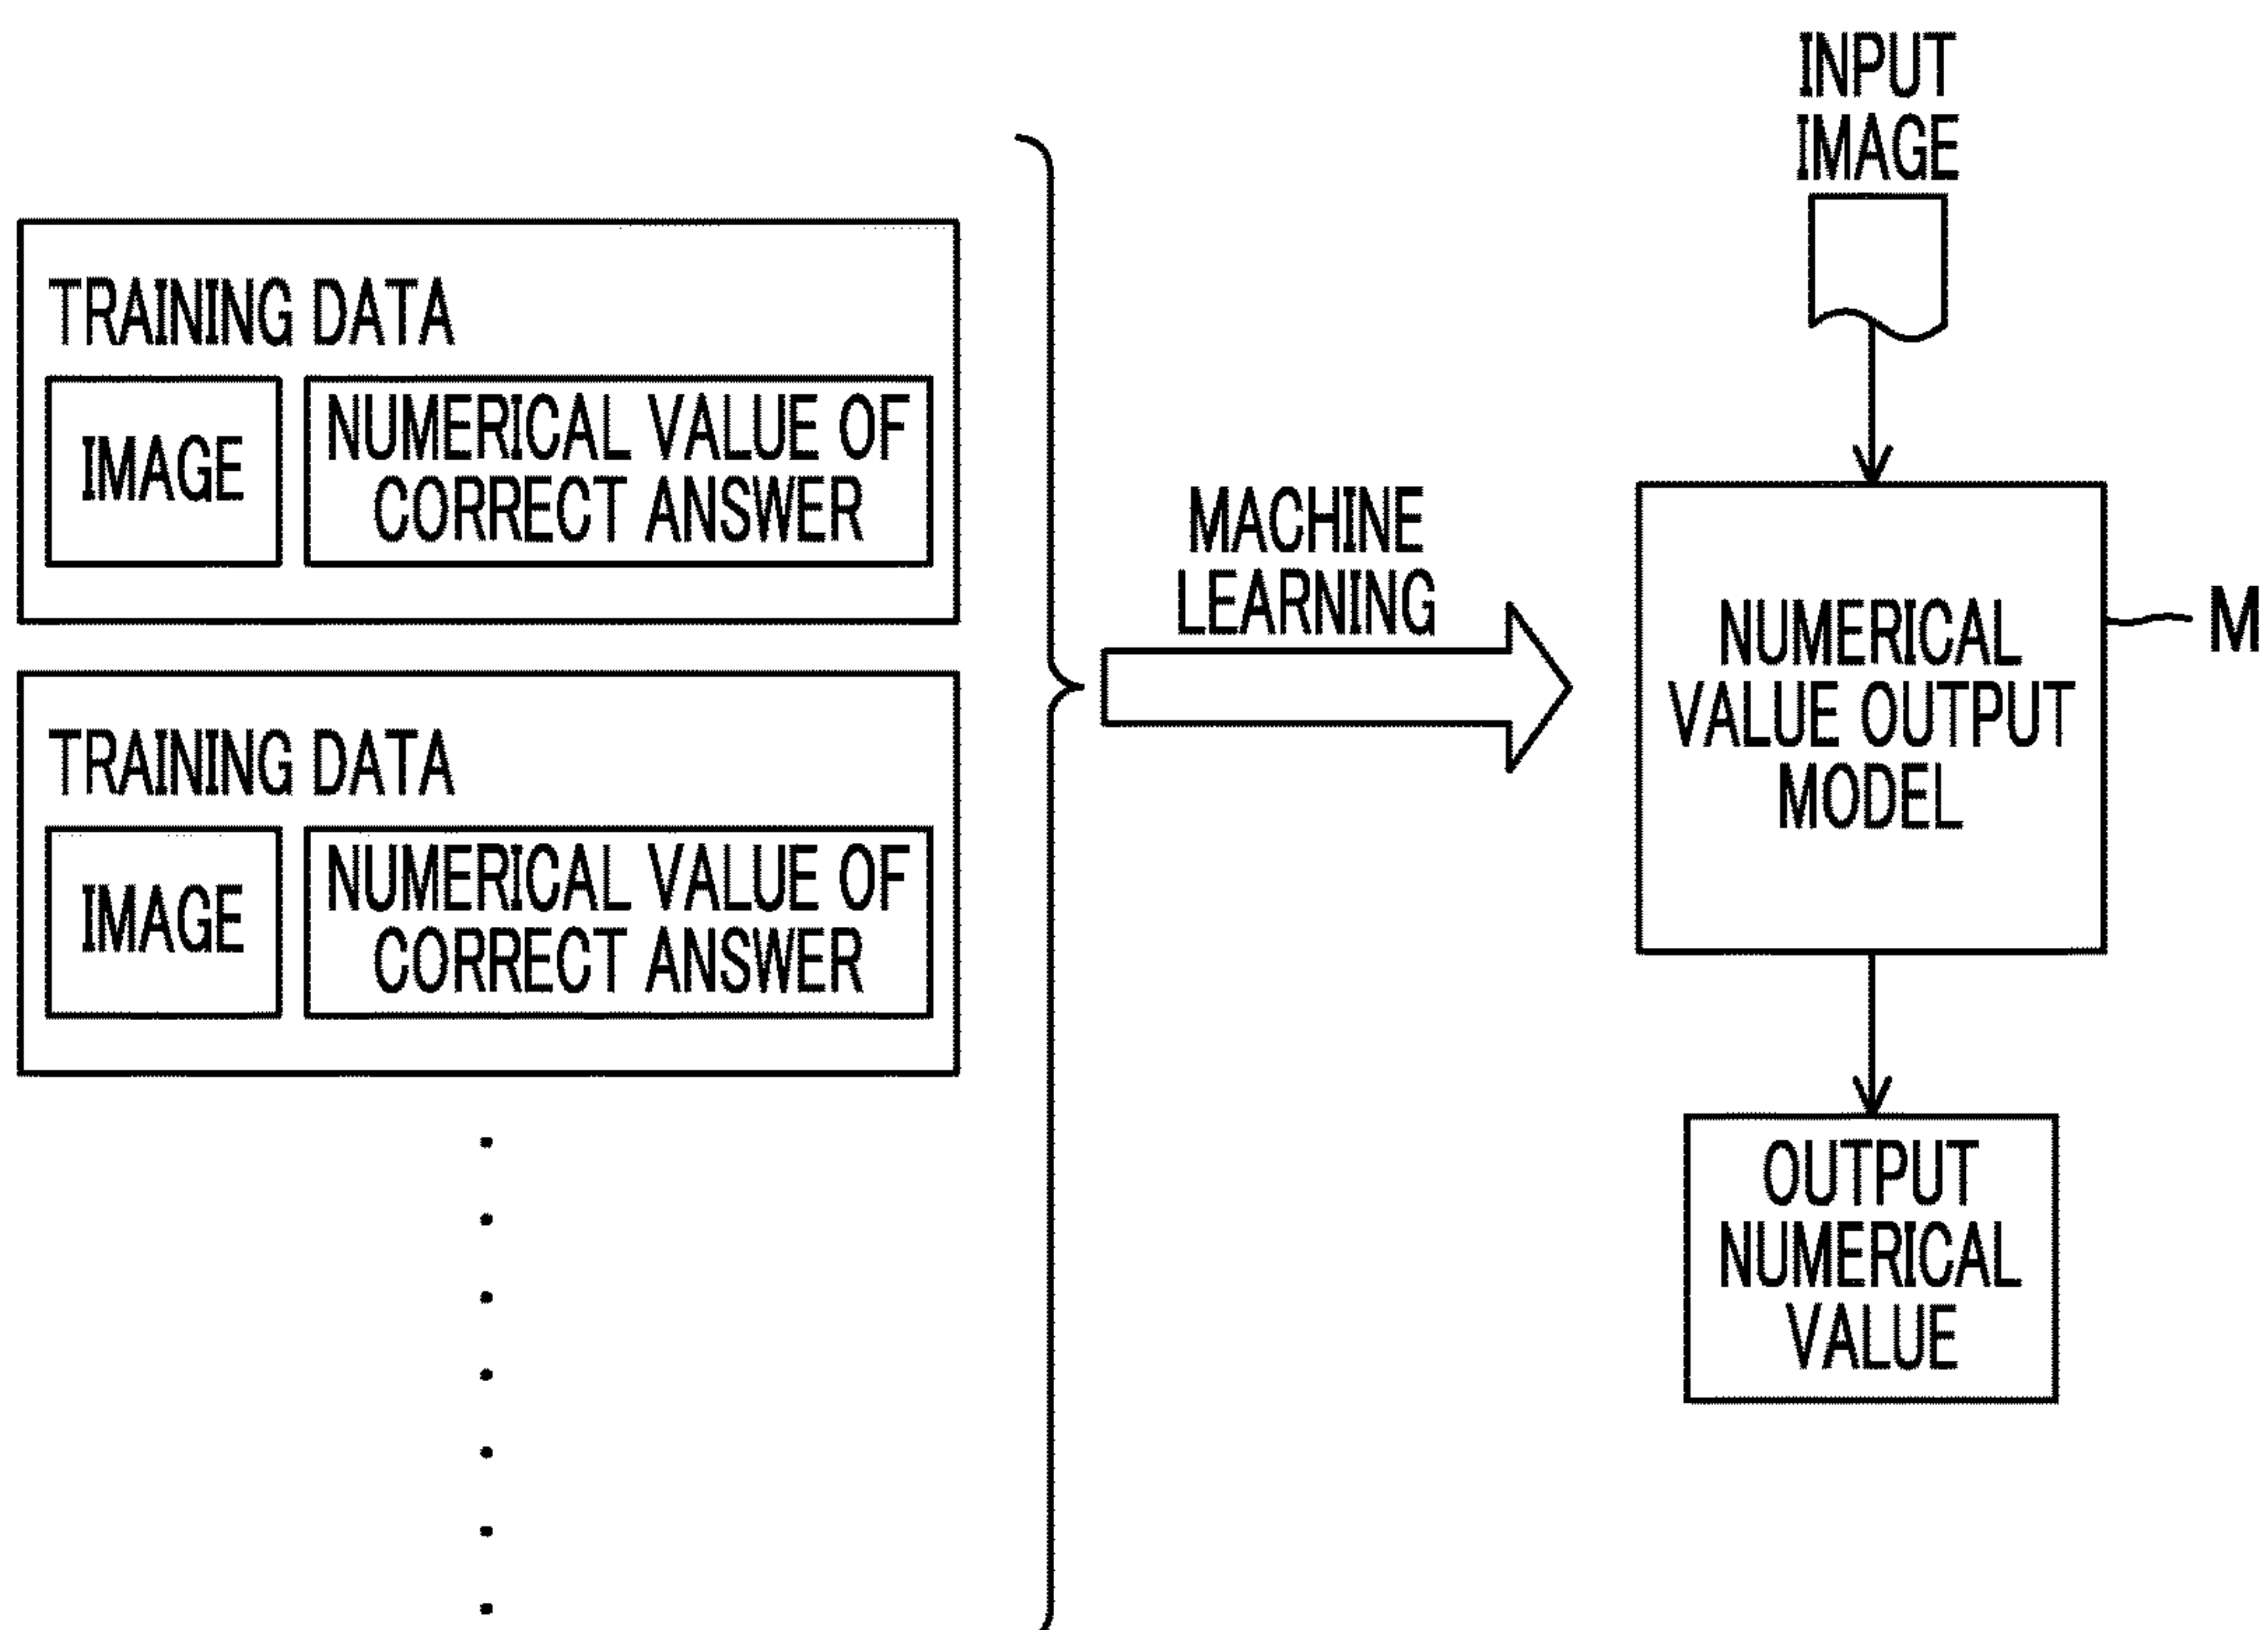 TRAINING DATA
IMAGE
NUMERICAL VALUE OF
CORRECT ANSWER
TRAINING DATA
IMAGE
NUMERICAL VALUE OF
CORRECT ANSWER
MACHINE
LEARNING
INPUT
IMAGE
NUMERICAL
VALUE OUTPUT
MODEL
M
OUTPUT
NUMERICAL
VALUE